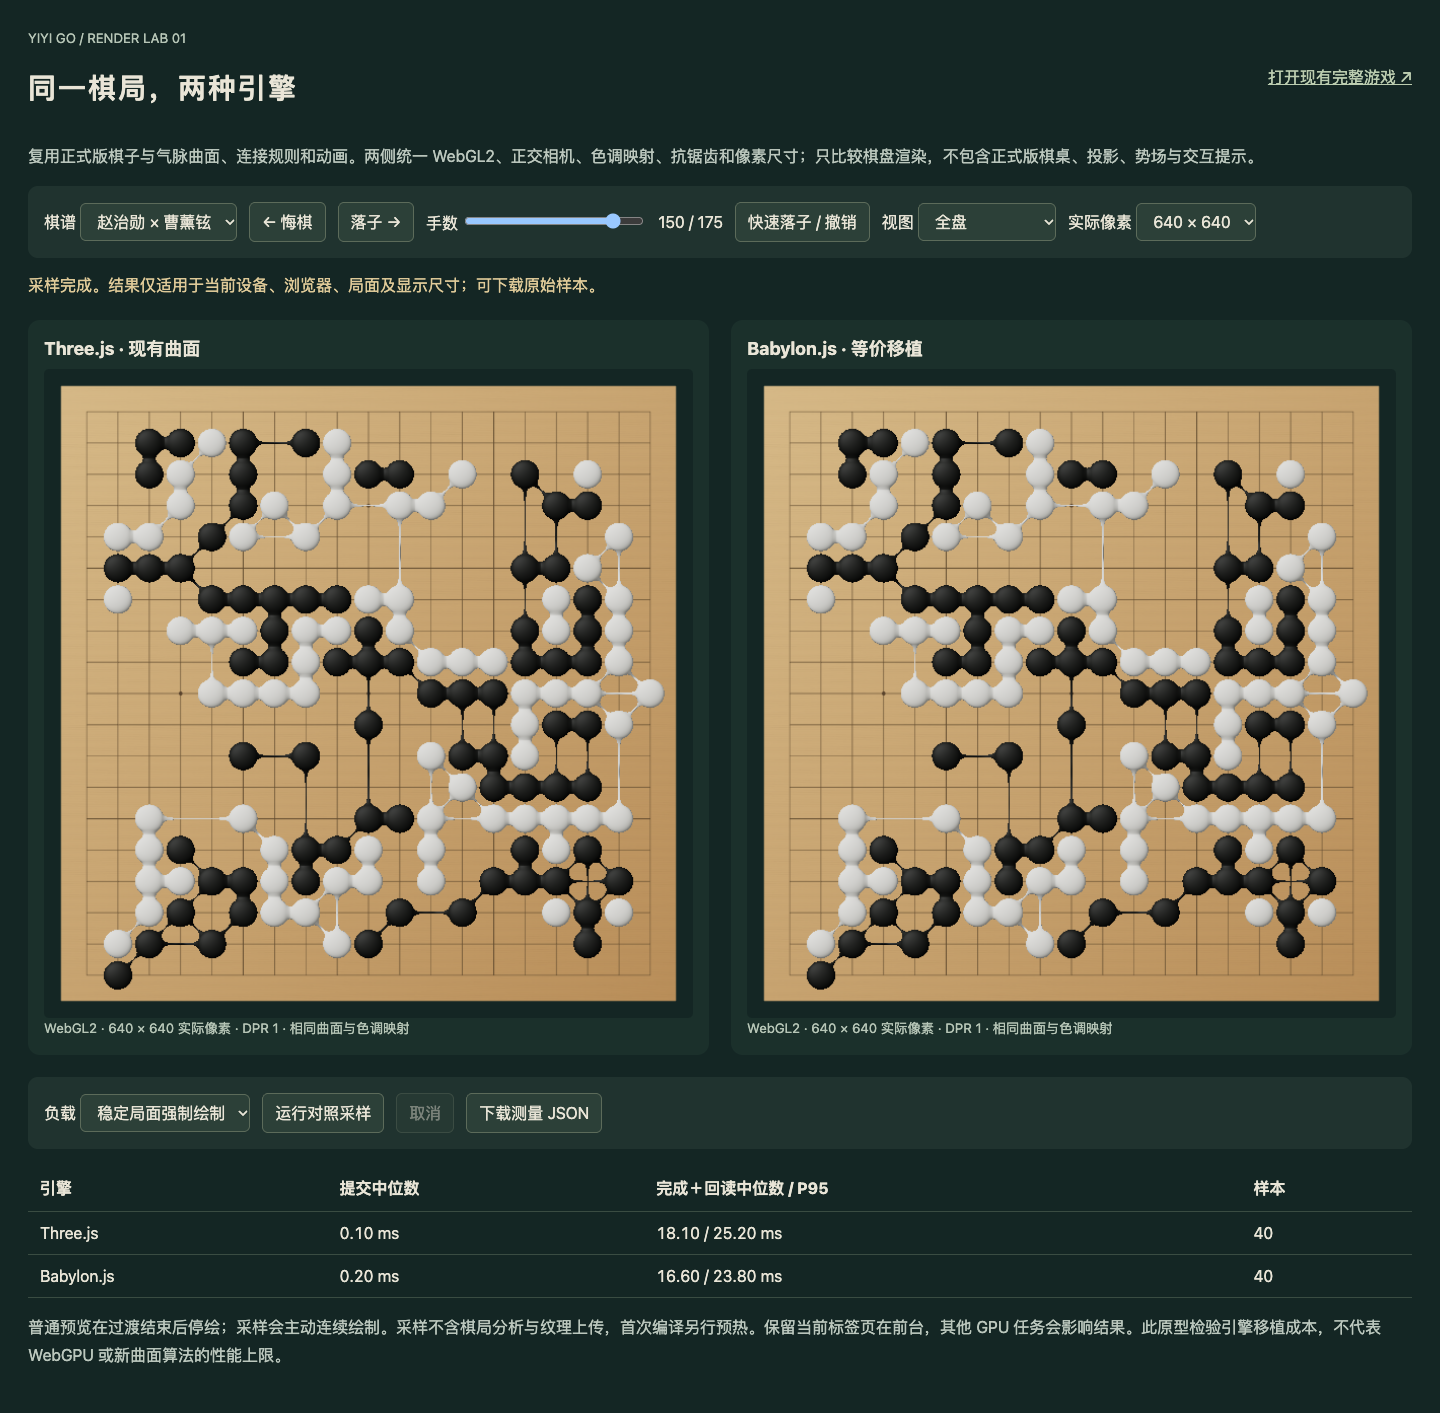 YIYI GO / RENDER LAB 01
同一棋局，两种引擎
打开现有完整游戏 ↗
复用正式版棋子与气脉曲面、连接规则和动画。两侧统一 WebGL2、正交相机、色调映射、抗锯齿和像素尺寸；只比较棋盘渲染，不包含正式版棋桌、投影、势场与交互提示。
棋谱 赵治勋 × 曹薰铉 ← 悔棋 落子 → 手数 150 / 175 快速落子 / 撤销 视图 全盘 实际像素 640 × 640
采样完成。结果仅适用于当前设备、浏览器、局面及显示尺寸；可下载原始样本。
Three.js · 现有曲面
WebGL2 · 640 × 640 实际像素 · DPR 1 · 相同曲面与色调映射
Babylon.js · 等价移植
WebGL2 · 640 × 640 实际像素 · DPR 1 · 相同曲面与色调映射
负载 稳定局面强制绘制 运行对照采样 取消 下载测量 JSON
引擎 提交中位数 完成＋回读中位数 / P95 样本
Three.js 0.10 ms 18.10 / 25.20 ms 40
Babylon.js 0.20 ms 16.60 / 23.80 ms 40
普通预览在过渡结束后停绘；采样会主动连续绘制。采样不含棋局分析与纹理上传，首次编译另行预热。保留当前标签页在前台，其他 GPU 任务会影响结果。此原型检验引擎移植成本，不代表
WebGPU 或新曲面算法的性能上限。